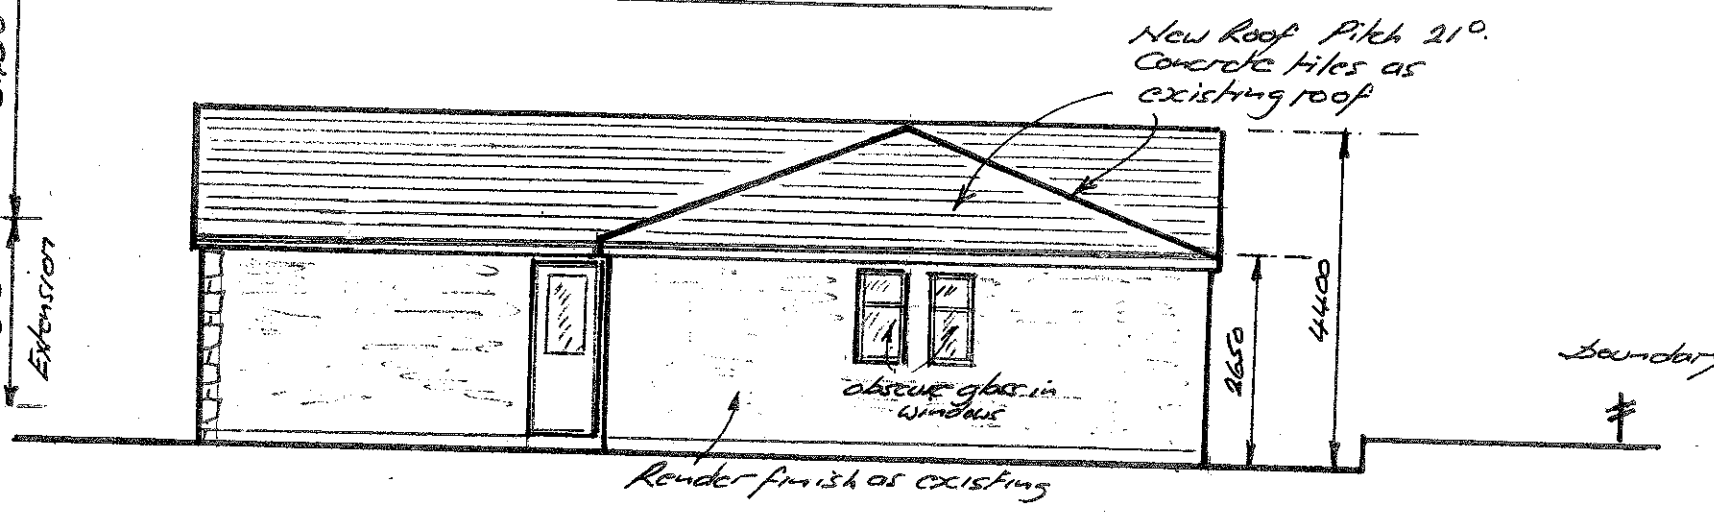 New Roof Pitch 21°.
Concrete tiles as
existing roof
Extension
4400
2650
boundary
obscure glass in
windows
Render finish as existing